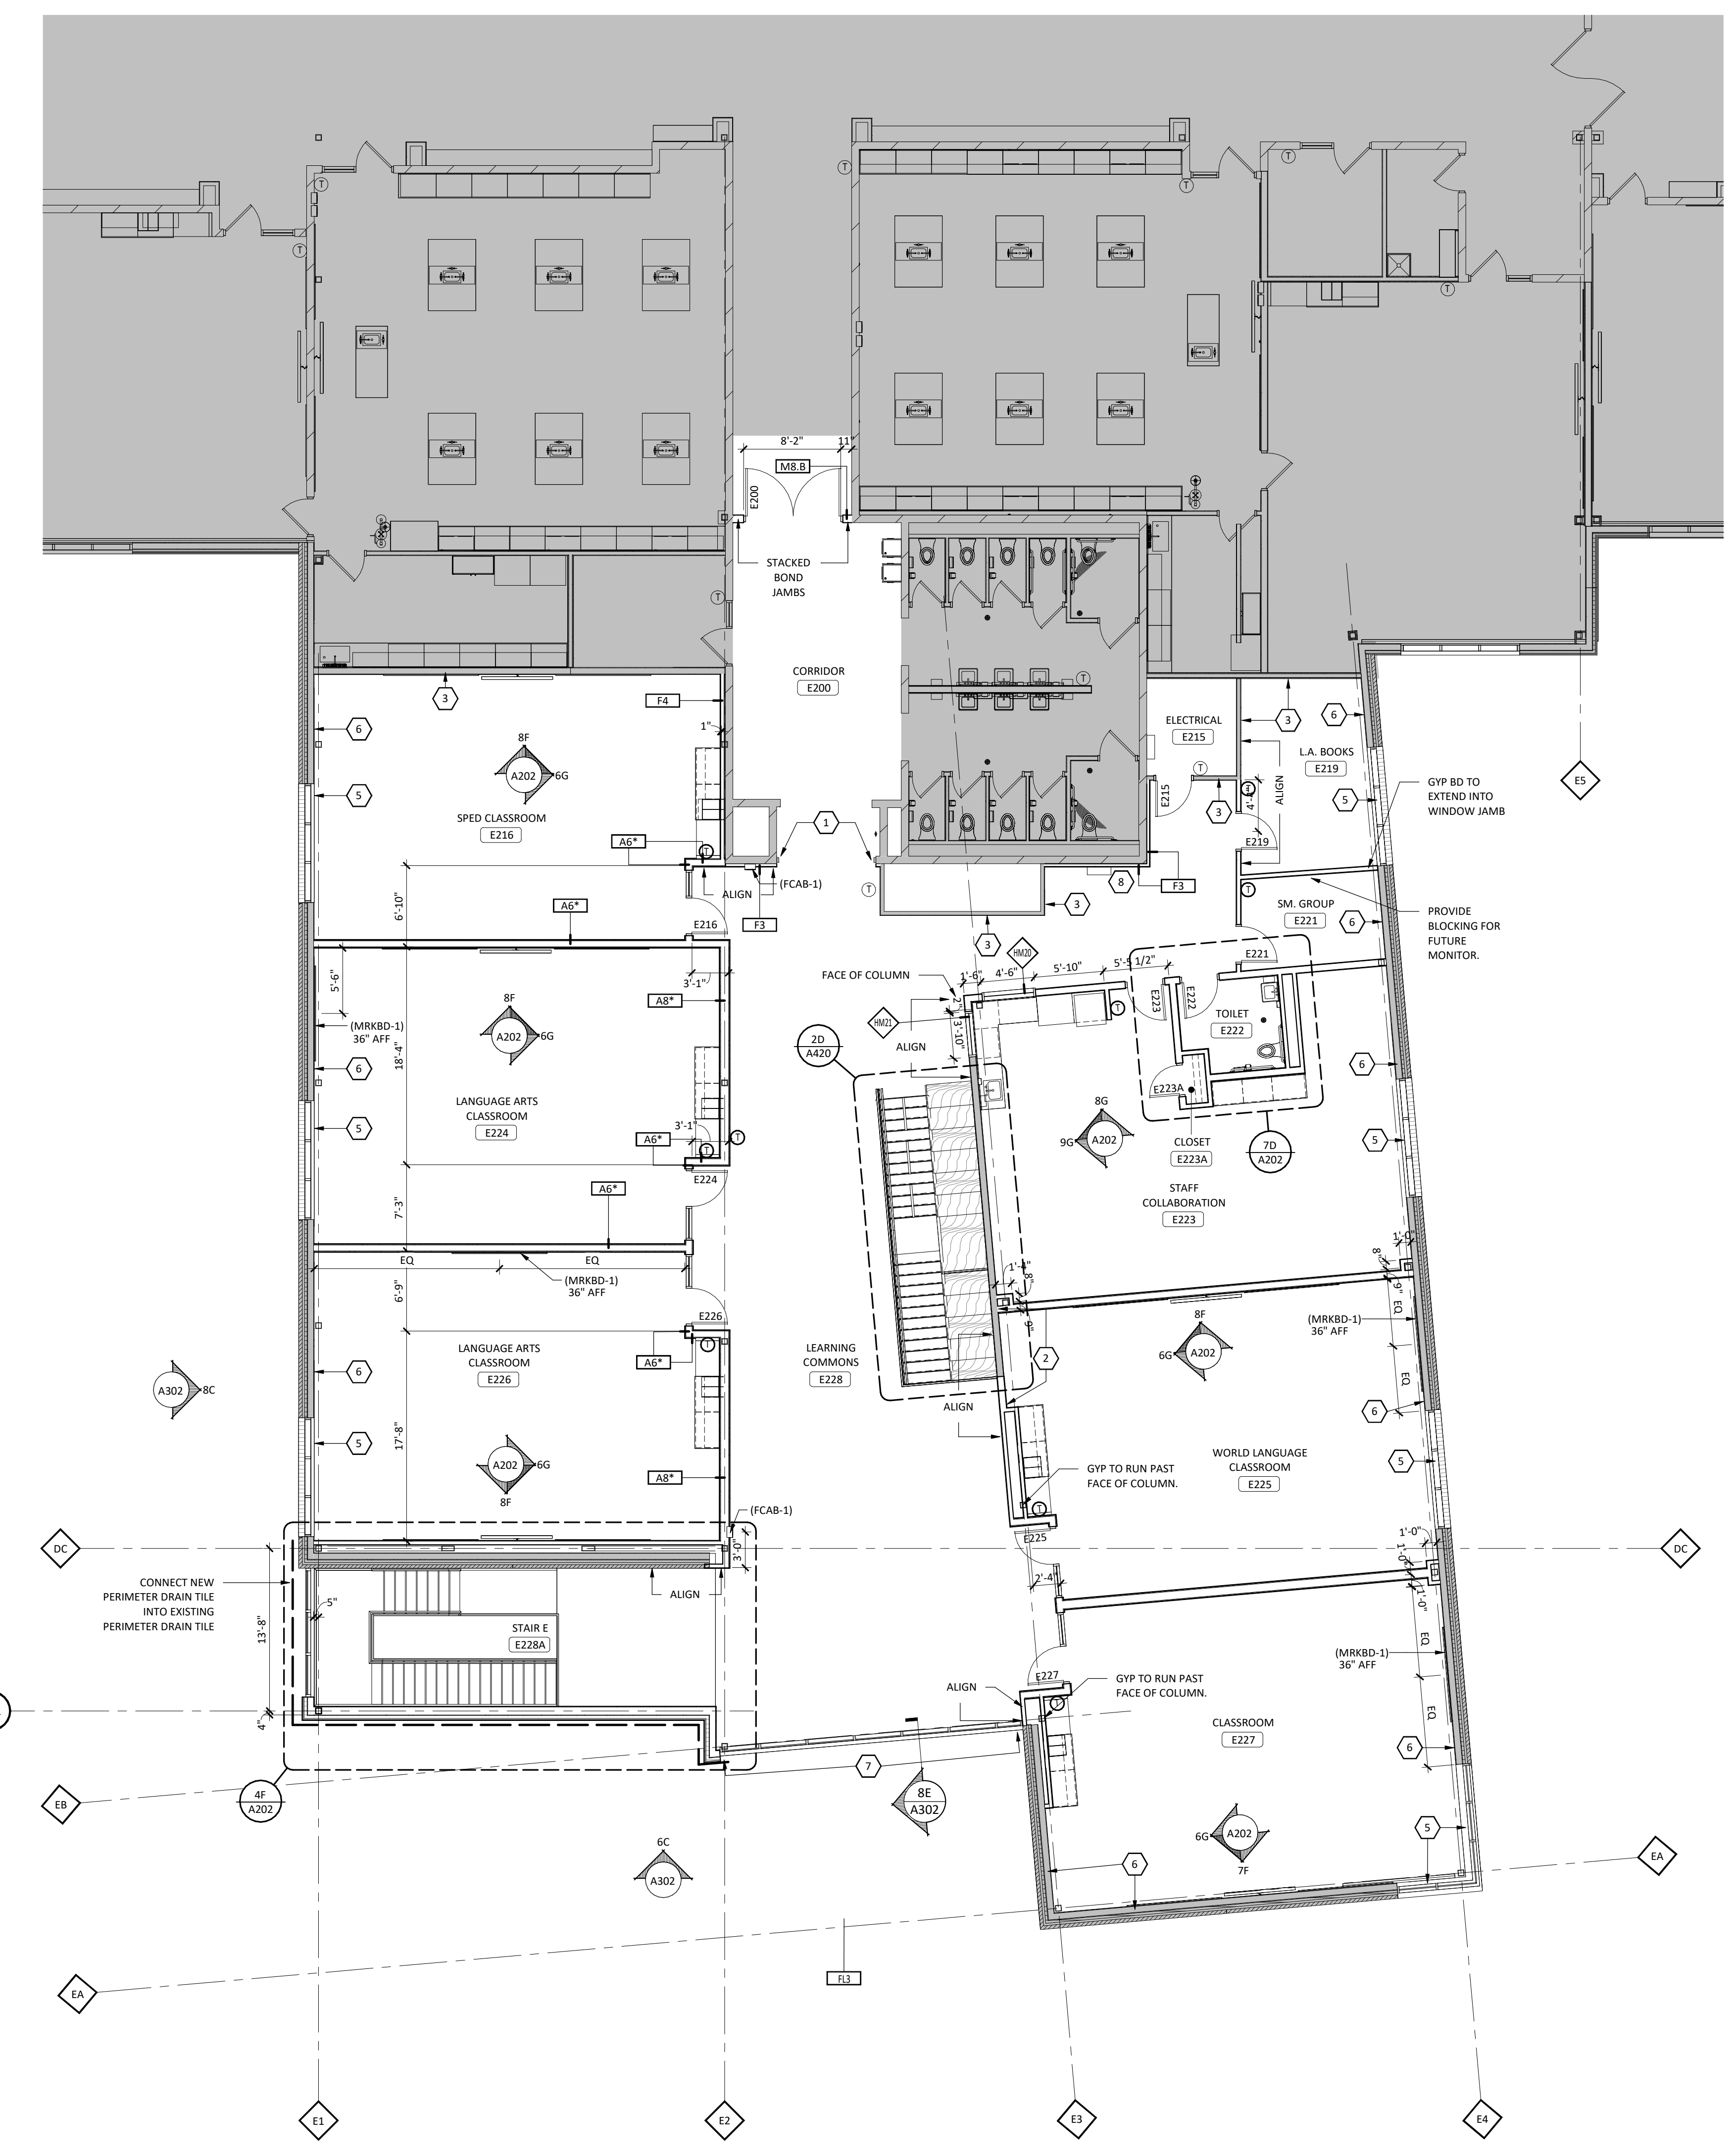 T
T
T
T
T
T
T
8'-2"
11"
M8.B
E200
STACKED
BOND
JAMBS
T
CORRIDOR
E200
T
3
F4
6
1"
8F
A202
6G
5
SPED CLASSROOM
E216
A6*
T
ALIGN
(FCAB-1)
F3
1
T
ELECTRICAL
E215
T
E215
3
3
L.A. BOOKS
E219
6
ALIGN
T
E219
5
GYP BD TO
EXTEND INTO
WINDOW JAMB
E5
8
F3
3
3
T
SM. GROUP
E221
6
PROVIDE
BLOCKING FOR
FUTURE
MONITOR.
E221
6'-10"
A6*
E216
5'-6"
3'-1"
8F
A202
6G
A8*
(MRKBD-1)
36" AFF
18'-4"
6
LANGUAGE ARTS
CLASSROOM
E224
5
3'-1"
A6*
T
T
E224
7'-3"
A6*
EQ
EQ
(MRKBD-1)
36" AFF
FACE OF COLUMN
HM20
1'-6"
4'-6"
5'-10"
5'-5 1/2"
2"
3'-10"
HM21
ALIGN
2D
A420
T
E223
E222
TOILET
E222
E223A
CLOSET
E223A
7D
A202
6
5
8G
9G
A202
STAFF
COLLABORATION
E223
1'-0"
8"
9"
EQ
1'-4"
8"
9"
6'-9"
E226
T
A6*
LANGUAGE ARTS
CLASSROOM
E226
6
A302
8C
5
17'-8"
A202
6G
8F
A8*
(FCAB-1)
3'-0"
LEARNING
COMMONS
E228
2
ALIGN
8F
6G
A202
(MRKBD-1)
36" AFF
EQ
6
WORLD LANGUAGE
CLASSROOM
E225
5
GYP TO RUN PAST
FACE OF COLUMN.
T
E225
DC
DC
CONNECT NEW
PERIMETER DRAIN TILE
INTO EXISTING
PERIMETER DRAIN TILE
13'-8"
5"
ALIGN
STAIR E
E228A
4"
2'-4"
1'-0"
1'-0"
1'-0"
EQ
(MRKBD-1)
36" AFF
E227
GYP TO RUN PAST
FACE OF COLUMN.
ALIGN
T
CLASSROOM
E227
EQ
6
7
EB
4F
A202
8E
A302
6C
A302
6G
A202
7F
5
6
EA
EA
FL3
E1
E2
E3
E4